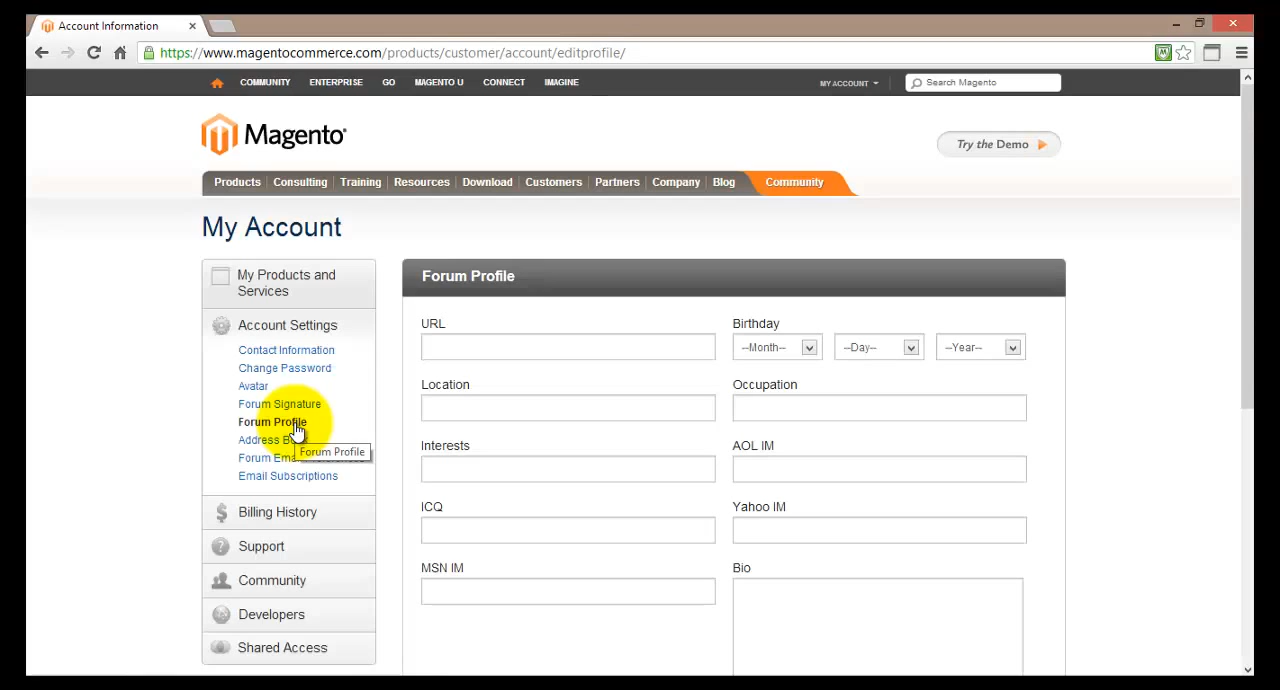 Account Information
https://www.magentocommerce.com/products/customer/account/editprofile/
COMMUNITY ENTERPRISE GO MAGENTO U CONNECT IMAGINE MY ACCOUNT Search Magento
Magento
Try the Demo
Products Consulting Training Resources Download Customers Partners Company Blog Community
My Account
My Products and
Services
Account Settings
Contact Information
Change Password
Avatar
Forum Signature
Forum Profile
Address
Forum
Forum Profile
Email Subscriptions
Billing History
Support
Community
Developers
Shared Access
Forum Profile
URL
Birthday
--Month-- --Day-- --Year--
Location
Occupation
Interests
AOL IM
ICQ
Yahoo IM
MSN IM
Bio